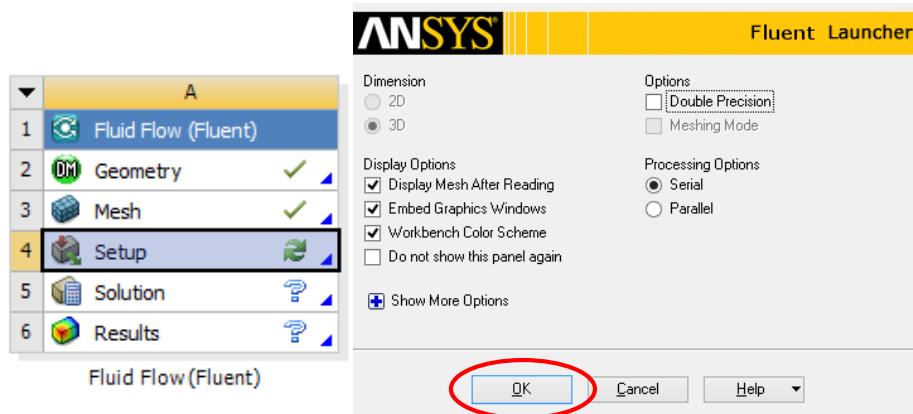 A
1 Fluid Flow (Fluent)
2 DM Geometry
3 Mesh
4 Setup
5 Solution
6 Results
Fluid Flow (Fluent)
ANSYS Fluent Launcher
Dimension
2D
3D
Options
Double Precision
Meshing Mode
Display Options
Display Mesh After Reading
Embed Graphics Windows
Workbench Color Scheme
Do not show this panel again
Processing Options
Serial
Parallel
Show More Options
OK Cancel Help